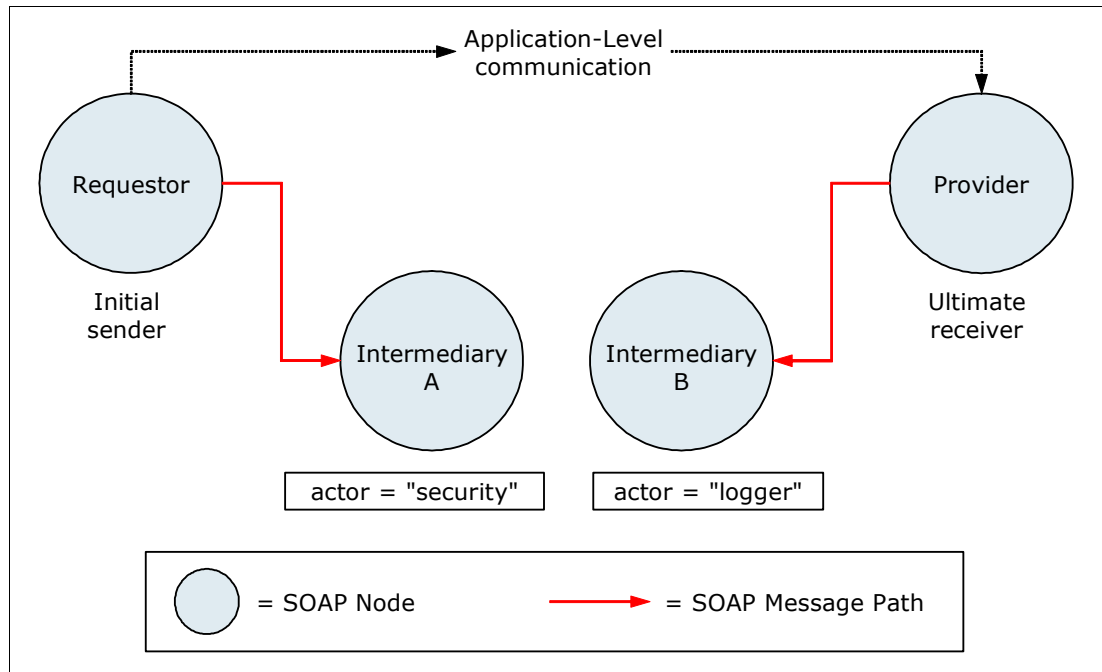 Application-Level
communication
Requestor
Provider
Initial
sender
Ultimate
receiver
Intermediary
A
Intermediary
B
actor = "security"
actor = "logger"
= SOAP Node
= SOAP Message Path